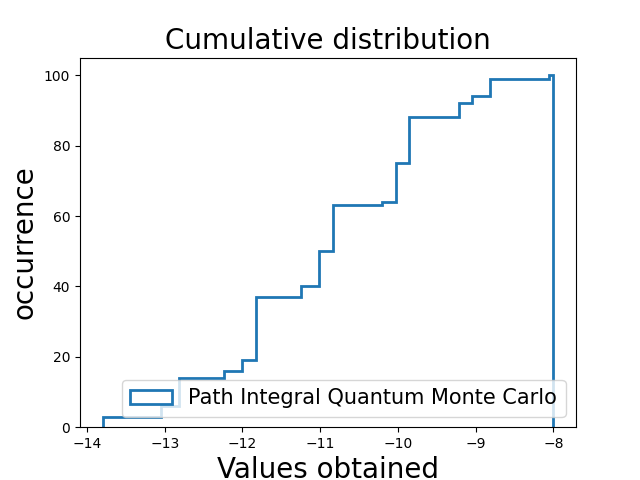 Cumulative distribution
100
80
60
40
20
0
occurrence
Path Integral Quantum Monte Carlo
−14 −13 −12 −11 −10 −9 −8
Values obtained